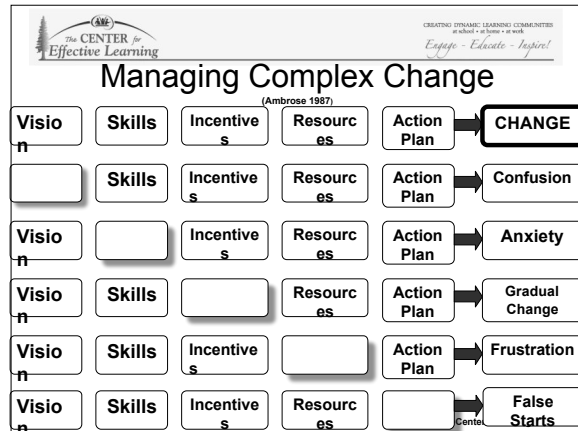 The CENTER for
Effective Learning
CREATING DYNAMIC LEARNING COMMUNITIES
at school • at home • at work
Engage - Educate - Inspire!
Managing Complex Change
(Ambrose 1987)
Visio
n
Skills
Incentive
s
Resourc
es
Action
Plan
CHANGE
Skills
Incentive
s
Resourc
es
Action
Plan
Confusion
Visio
n
Incentive
s
Resourc
es
Action
Plan
Anxiety
Visio
n
Skills
Resourc
es
Action
Plan
Gradual
Change
Visio
n
Skills
Incentive
s
Action
Plan
Frustration
Visio
n
Skills
Incentive
s
Resourc
es
Center
False
Starts